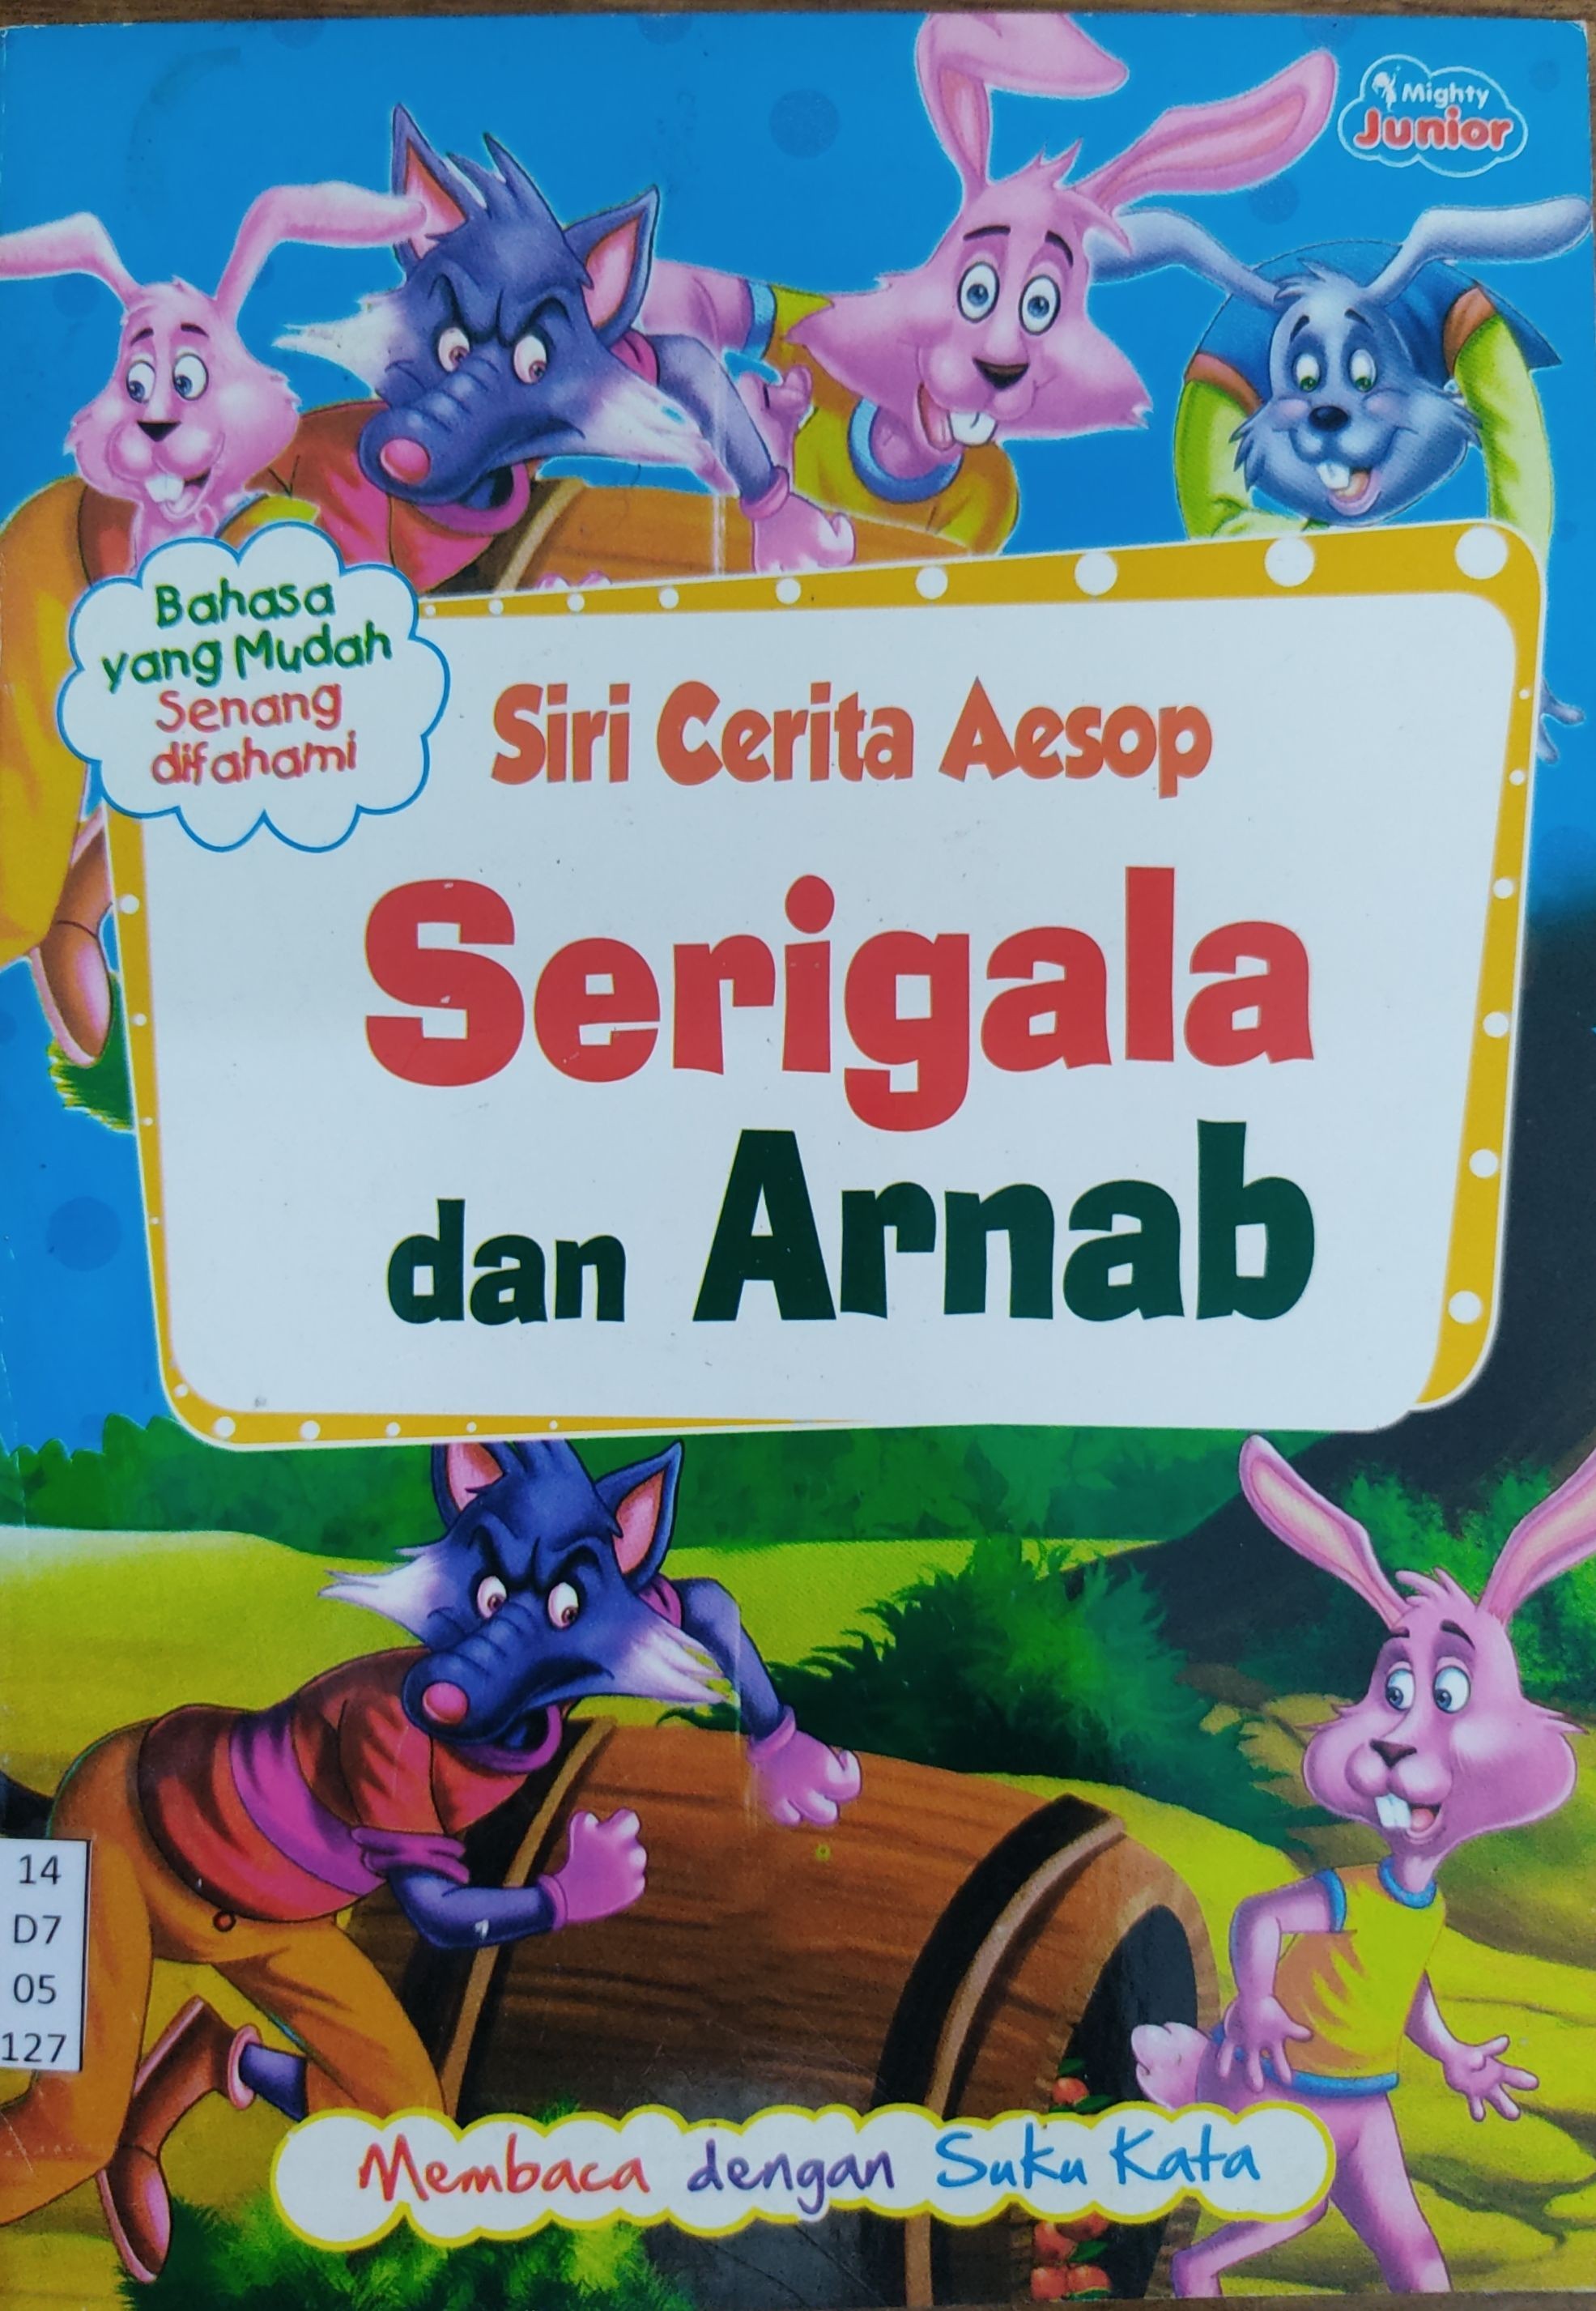 Mighty
Junior
Bahasa
yang Mudah
Senang
difahami
Siri Cerita Aesop
Serigala
dan Arnab
14
D7
05
127
Membaca dengan Suku Kata